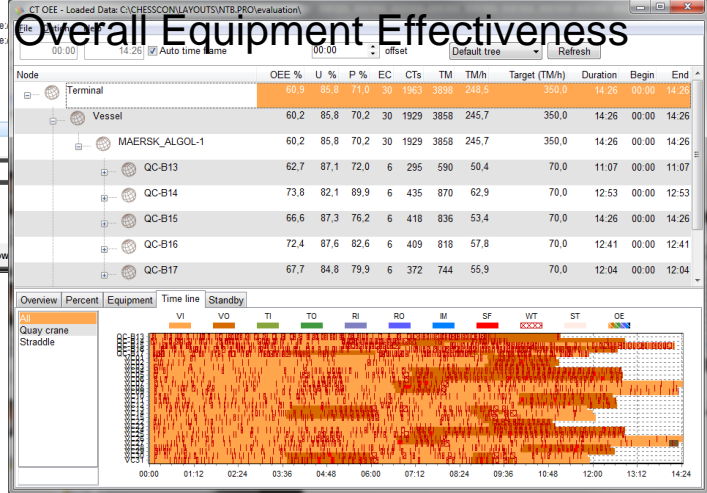 CT OEE - Loaded Data: C:\CHESSCON\LAYOUTS\NTB.PRO\evaluation\
Overall Equipment Effectiveness
File Options Help
00:00 14:26 Auto time frame 00:00 offset Default tree Refresh
Node OEE % U % P % EC CTs TM TM/h Target (TM/h) Duration Begin End
Terminal 60,9 85,8 71,0 30 1963 3898 248,5 350,0 14:26 00:00 14:26
Vessel 60,2 85,8 70,2 30 1929 3858 245,7 350,0 14:26 00:00 14:26
MAERSK_ALGOL-1 60,2 85,8 70,2 30 1929 3858 245,7 350,0 14:26 00:00 14:26
QC-B13 62,7 87,1 72,0 6 295 590 50,4 70,0 11:07 00:00 11:07
QC-B14 73,8 82,1 89,9 6 435 870 62,9 70,0 12:53 00:00 12:53
QC-B15 66,6 87,3 76,2 6 418 836 53,4 70,0 14:26 00:00 14:26
QC-B16 72,4 87,6 82,6 6 409 818 57,8 70,0 12:41 00:00 12:41
QC-B17 67,7 84,8 79,9 6 372 744 55,9 70,0 12:04 00:00 12:04
Overview Percent Equipment Time line Standby
All
Quay crane
Straddle
VI VO TI TO RI RO IM SF WT ST OE
QC-B13
00:00 01:12 02:24 03:36 04:48 06:00 07:12 08:24 09:36 10:48 12:00 13:12 14:24